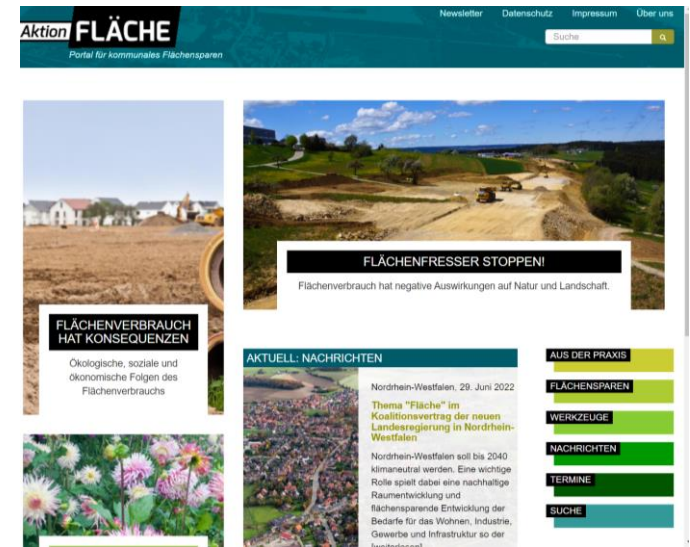 Newsletter Datenschutz Impressum Über uns
Aktion FLÄCHE
Portal für kommunales Flächensparen
Suche
FLÄCHENFRESSER STOPPEN!
Flächenverbrauch hat negative Auswirkungen auf Natur und Landschaft.
FLÄCHENVERBRAUCH
HAT KONSEQUENZEN
Ökologische, soziale und
ökonomische Folgen des
Flächenverbrauchs
AKTUELL: NACHRICHTEN
Nordrhein-Westfalen, 29. Juni 2022
Thema "Fläche" im
Koalitionsvertrag der neuen
Landesregierung in Nordrhein-
Westfalen
Nordrhein-Westfalen soll bis 2040
klimaneutral werden. Eine wichtige
Rolle spielt dabei eine nachhaltige
Raumentwicklung und
flächensparende Entwicklung der
Bedarfe für das Wohnen, Industrie,
Gewerbe und Infrastruktur so der
AUS DER PRAXIS
FLÄCHENSPAREN
WERKZEUGE
NACHRICHTEN
TERMINE
SUCHE